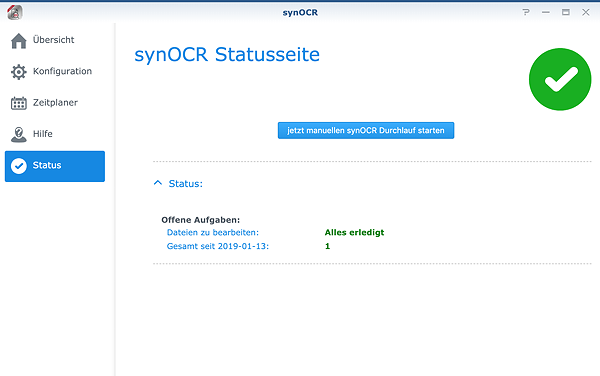 synOCR
Übersicht
Konfiguration
Zeitplaner
Hilfe
Status
synOCR Statusseite
jetzt manuellen synOCR Durchlauf starten
Status:
Offene Aufgaben:
Dateien zu bearbeiten: Alles erledigt
Gesamt seit 2019-01-13: 1